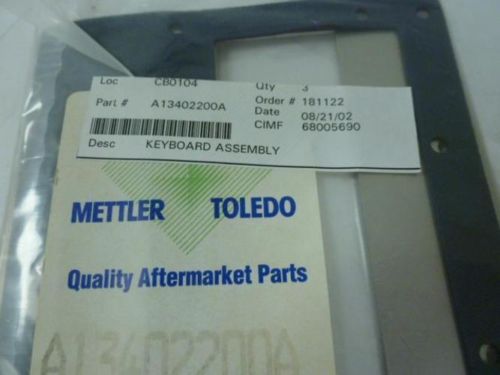 Loc CB0104 Qty 3
Part # A13402200A Order # 181122
Date 08/21/02
CIMF 68005690
Desc KEYBOARD ASSEMBLY
METTLER TOLEDO
Quality Aftermarket Parts
A13402200A